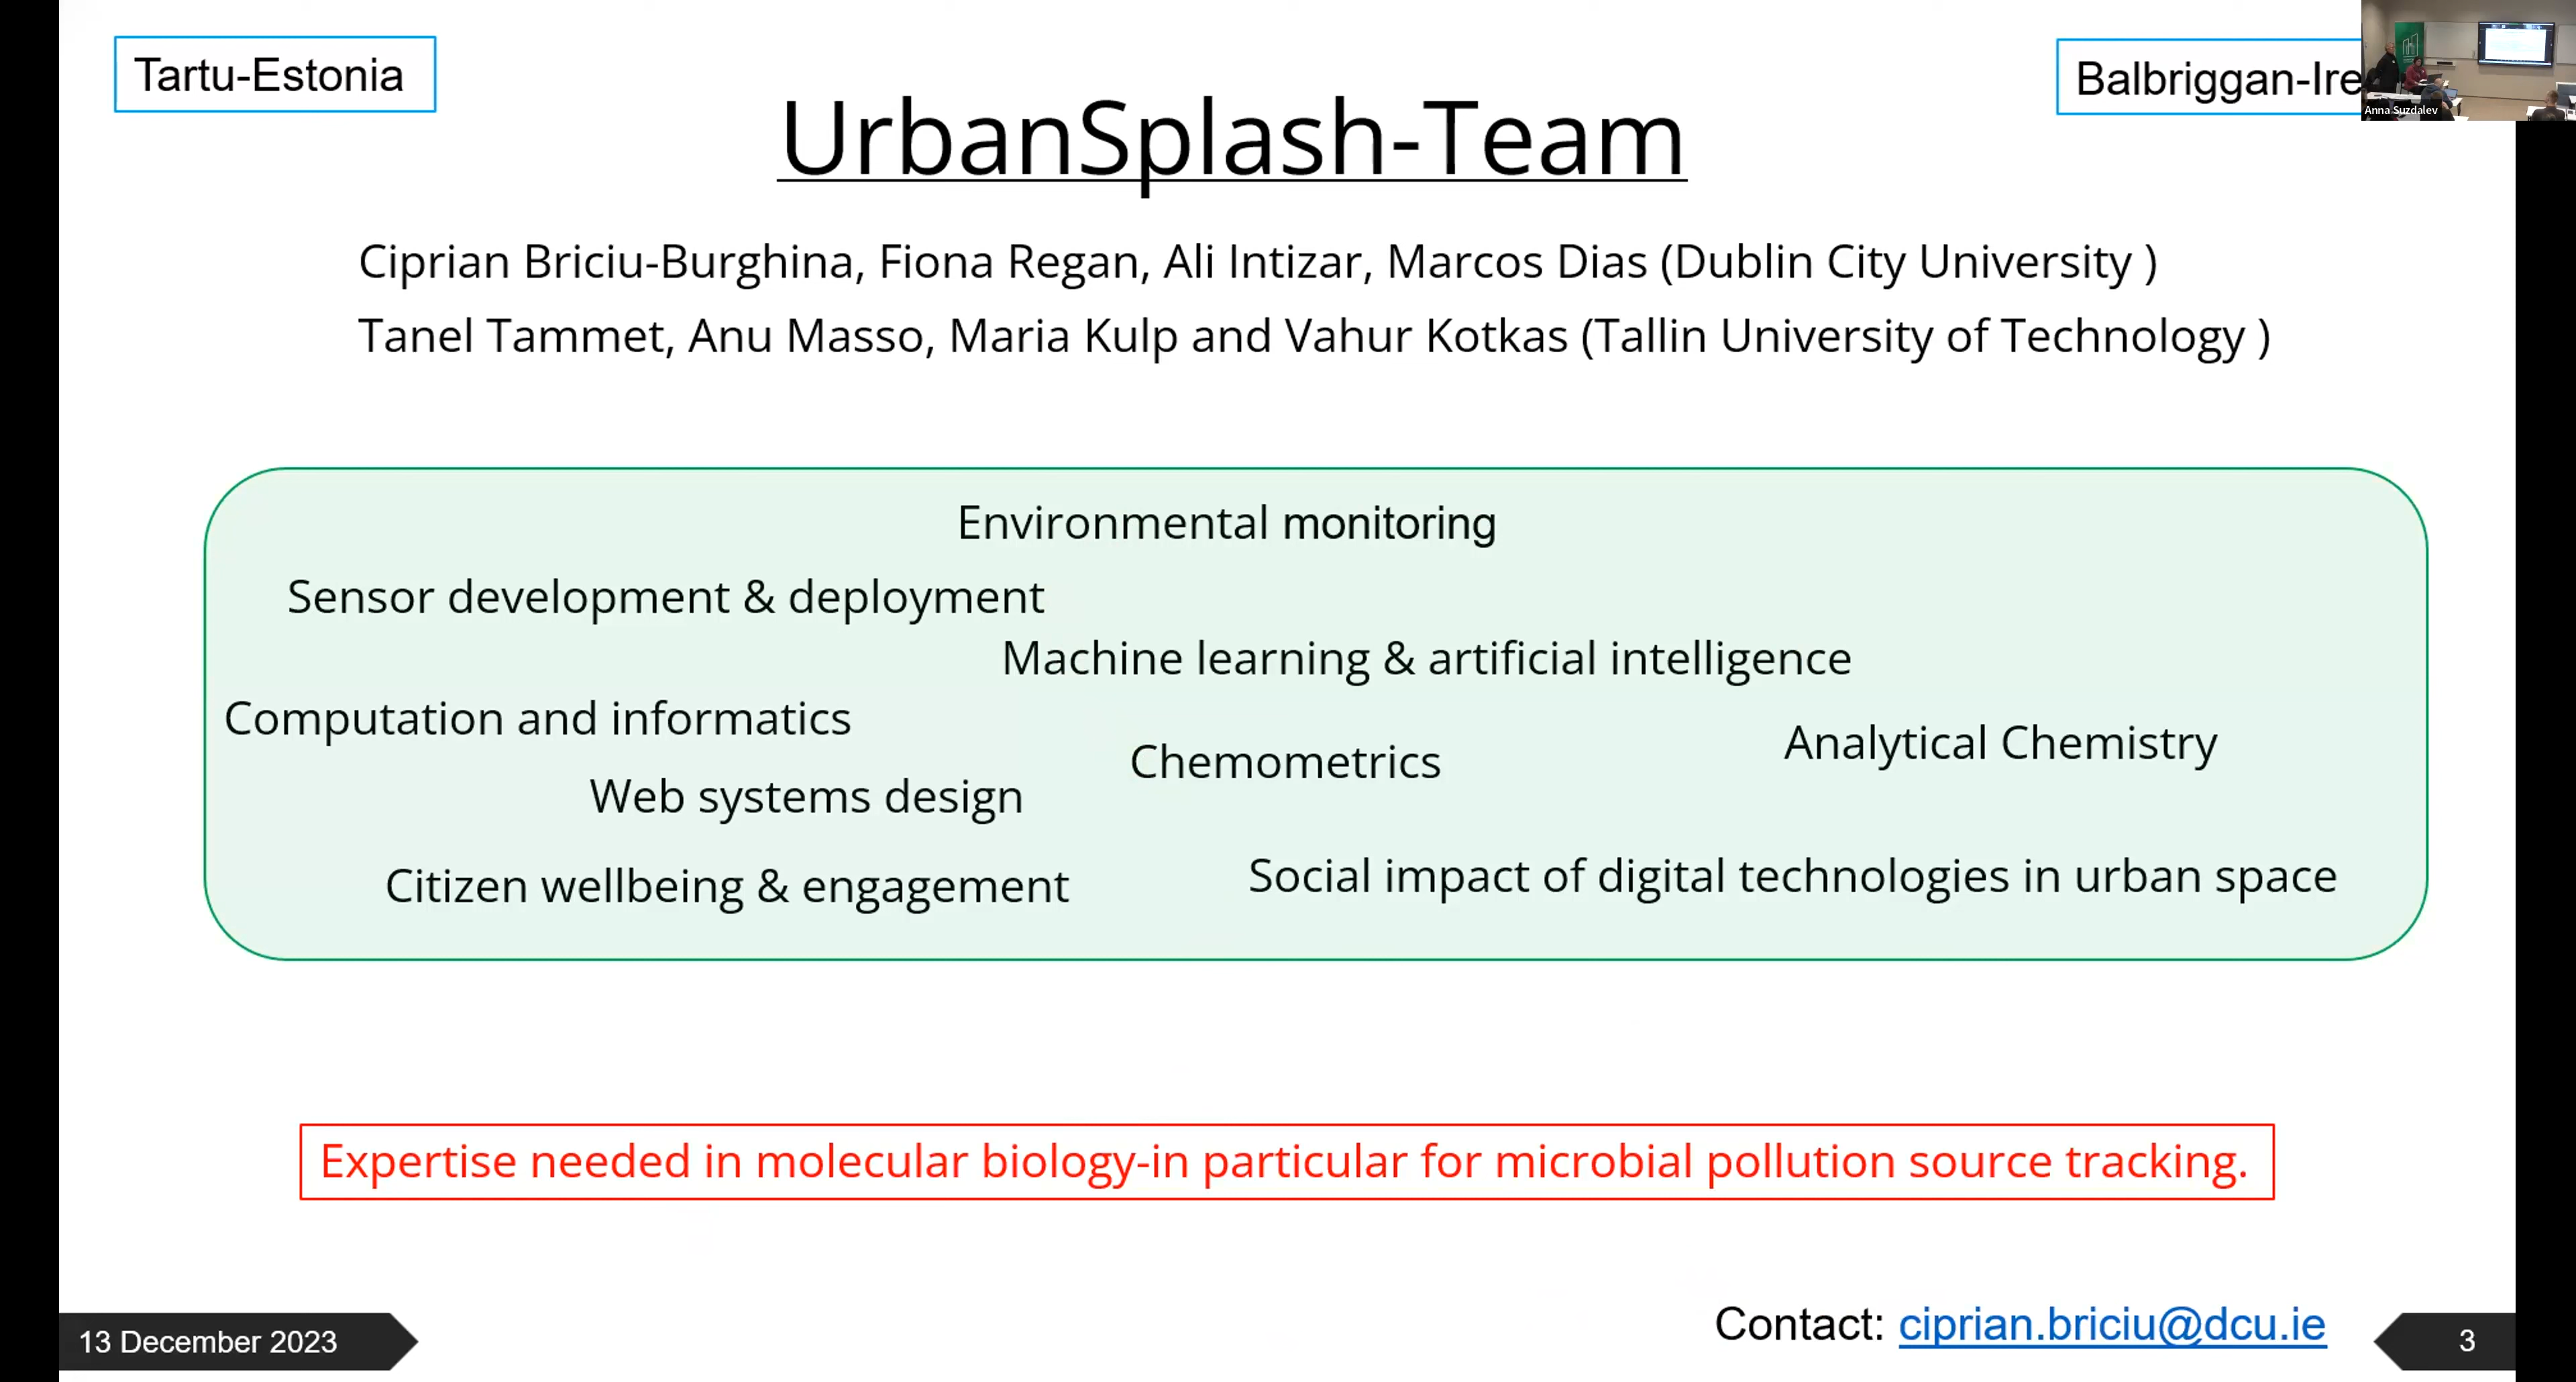 Tartu-Estonia
Balbriggan-Ire
Anna Suzdalev
UrbanSplash-Team
Ciprian Briciu-Burghina, Fiona Regan, Ali Intizar, Marcos Dias (Dublin City University )
Tanel Tammet, Anu Masso, Maria Kulp and Vahur Kotkas (Tallin University of Technology )
Environmental monitoring
Sensor development & deployment
Machine learning & artificial intelligence
Computation and informatics
Analytical Chemistry
Chemometrics
Web systems design
Citizen wellbeing & engagement
Social impact of digital technologies in urban space
Expertise needed in molecular biology-in particular for microbial pollution source tracking.
Contact: ciprian.briciu@dcu.ie
13 December 2023
3